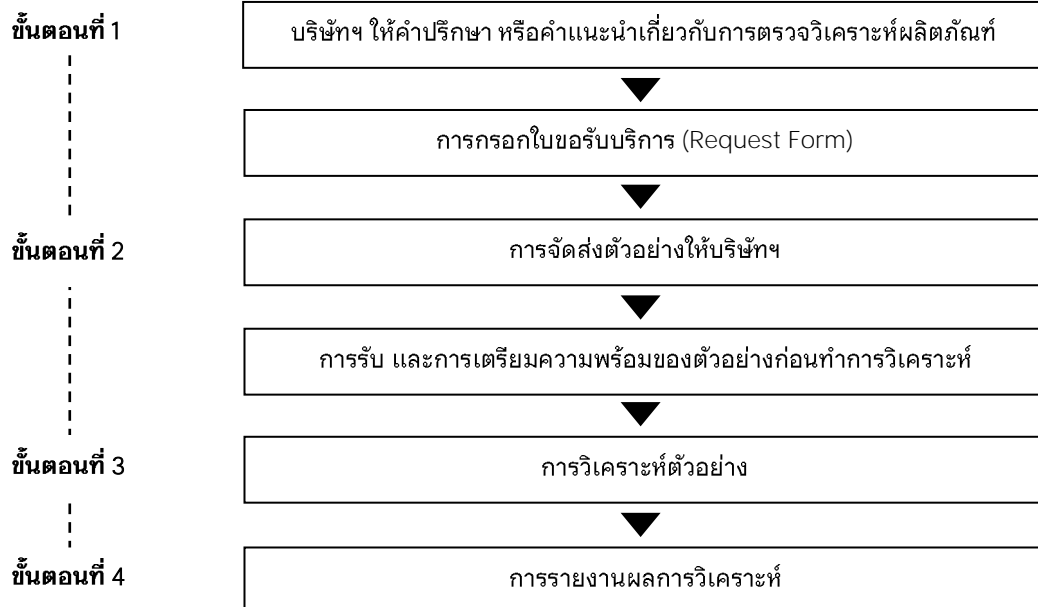 ขั้นตอนที่ 1
บริษัทฯ ให้คำปรึกษา หรือคำแนะนำเกี่ยวกับการตรวจวิเคราะห์ผลิตภัณฑ์
การกรอกใบขอรับบริการ (Request Form)
ขั้นตอนที่ 2
การจัดส่งตัวอย่างให้บริษัทฯ
การรับ และการเตรียมความพร้อมของตัวอย่างก่อนทำการวิเคราะห์
ขั้นตอนที่ 3
การวิเคราะห์ตัวอย่าง
ขั้นตอนที่ 4
การรายงานผลการวิเคราะห์